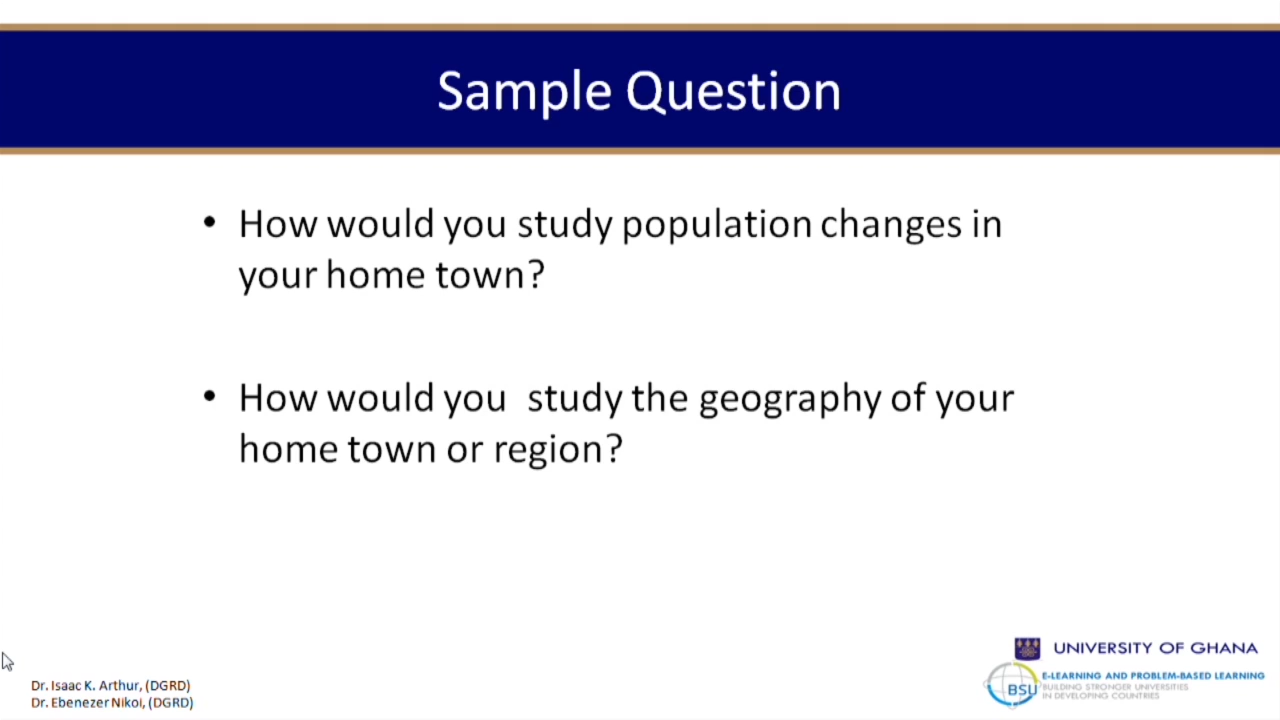 Sample Question
• How would you study population changes in
your home town?
• How would you study the geography of your
home town or region?
UNIVERSITY OF GHANA
BSU
E-LEARNING AND PROBLEM-BASED LEARNING
BUILDING STRONGER UNIVERSITIES
IN DEVELOPING COUNTRIES
Dr. Isaac K. Arthur, (DGRD)
Dr. Ebenezer Nikoi, (DGRD)